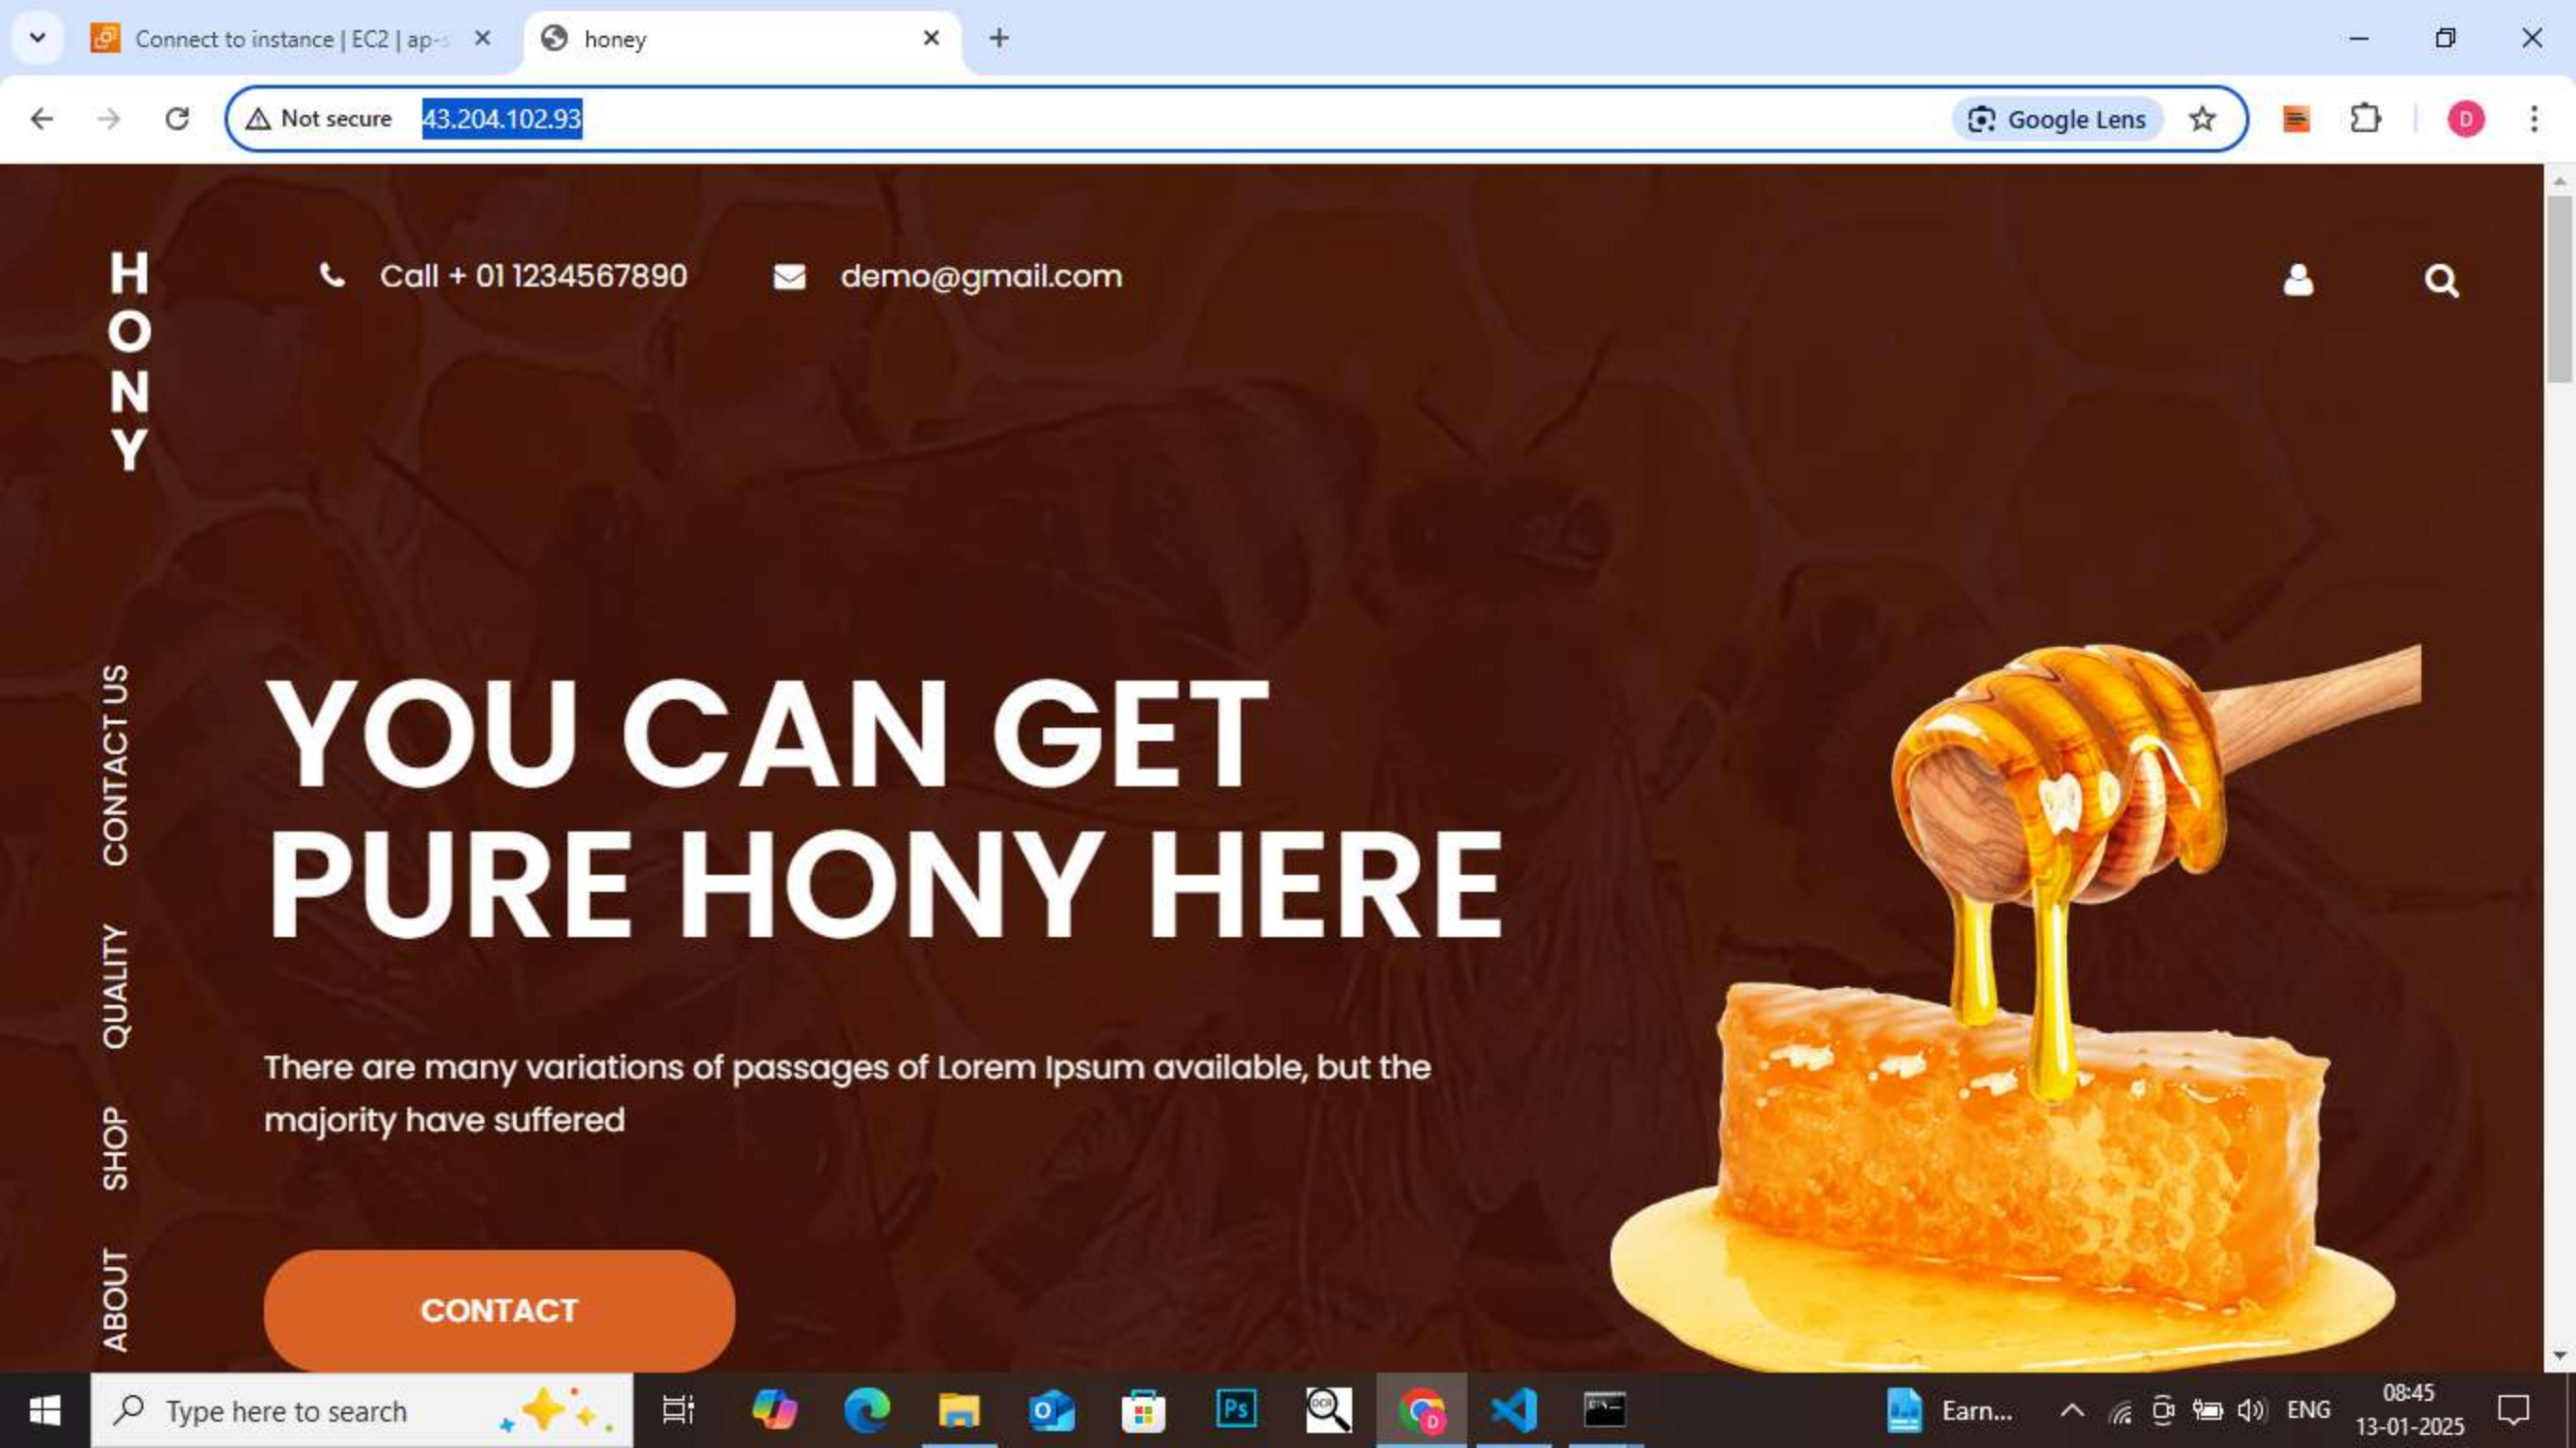 Connect to instance | EC2 | ap-s
honey
Not secure
43.204.102.93
Google Lens
D
HONY
Call + 01 1234567890
demo@gmail.com
CONTACT US
QUALITY
SHOP
ABOUT
YOU CAN GET
PURE HONY HERE
There are many variations of passages of Lorem Ipsum available, but the
majority have suffered
CONTACT
Type here to search
Ps
OCR
D
Earn...
ENG
08:45
13-01-2025